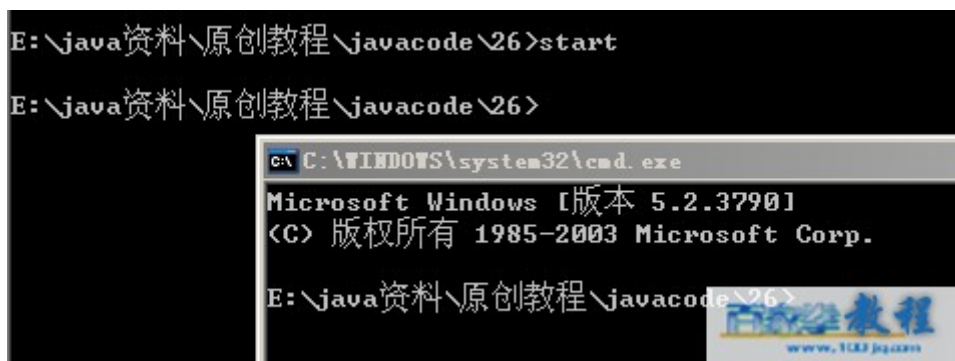 E:\java资料\原创教程\javacode\26>start
E:\java资料\原创教程\javacode\26>
C:\WINDOWS\system32\cmd.exe
Microsoft Windows [版本 5.2.3790]
(C) 版权所有 1985-2003 Microsoft Corp.
E:\java资料\原创教程\javacode\26>
教程